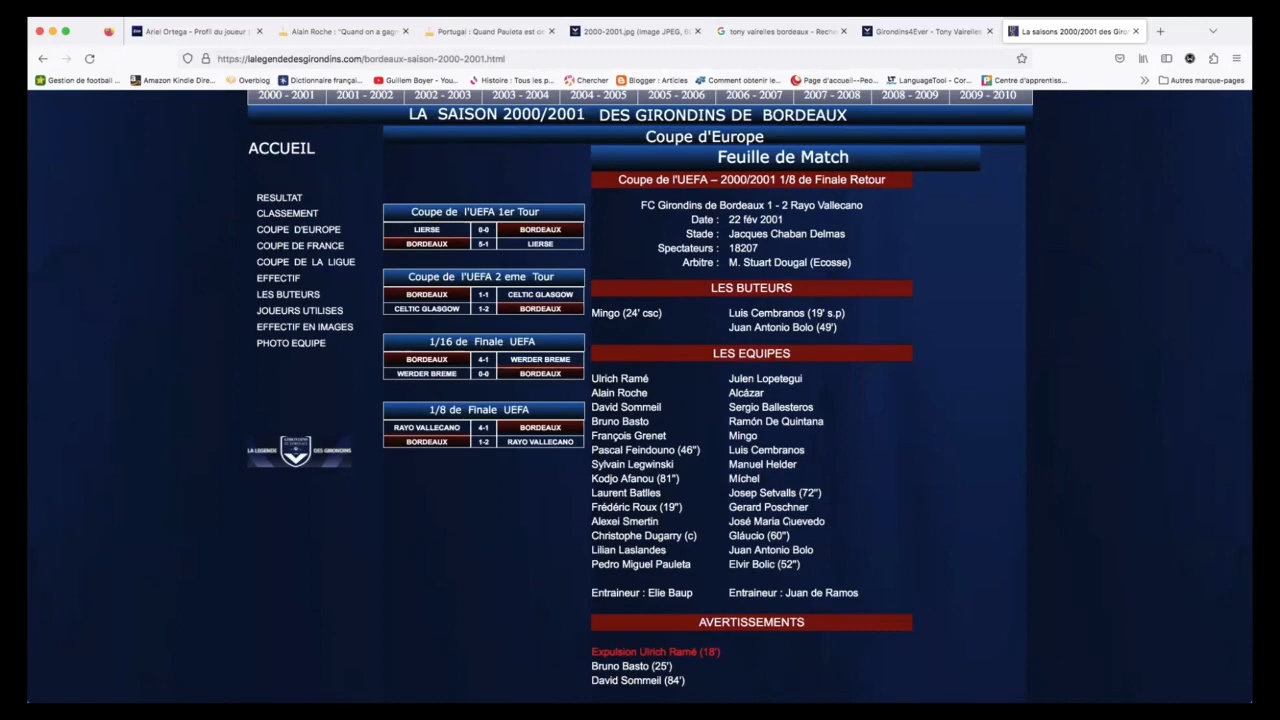 Ariel Ortega - Profil du joueur
Alain Roche : "Quand on a gagn
Portugal : Quand Pauleta est de
2000-2001.jpg (Image JPEG, 60
tony vairelles bordeaux - Reche
Girondins4Ever - Tony Vairelles
La saisons 2000/2001 des Giron
https://lalegendedesgirondins.com/bordeaux-saison-2000-2001.html
Gestion de football ...
Amazon Kindle Dire...
Overblog
Dictionnaire françai...
Guillem Boyer - You...
Histoire : Tous les p...
Chercher
Blogger : Articles
Comment obtenir le...
Page d'accueil--Peo...
LanguageTool - Cor...
Centre d'apprentiss...
Autres marque-pages
2000 - 2001 2001 - 2002 2002 - 2003 2003 - 2004 2004 - 2005 2005 - 2006 2006 - 2007 2007 - 2008 2008 - 2009 2009 - 2010
LA SAISON 2000/2001 DES GIRONDINS DE BORDEAUX
ACCUEIL
RESULTAT
CLASSEMENT
COUPE D'EUROPE
COUPE DE FRANCE
COUPE DE LA LIGUE
EFFECTIF
LES BUTEURS
JOUEURS UTILISES
EFFECTIF EN IMAGES
PHOTO EQUIPE
LA LEGENDE DES GIRONDINS
Coupe d'Europe
Coupe de l'UEFA 1er Tour
LIERSE 0-0 BORDEAUX
BORDEAUX 5-1 LIERSE
Coupe de l'UEFA 2 eme Tour
BORDEAUX 1-1 CELTIC GLASGOW
CELTIC GLASGOW 1-2 BORDEAUX
1/16 de Finale UEFA
BORDEAUX 4-1 WERDER BREME
WERDER BREME 0-0 BORDEAUX
1/8 de Finale UEFA
RAYO VALLECANO 4-1 BORDEAUX
BORDEAUX 1-2 RAYO VALLECANO
Feuille de Match
Coupe de l'UEFA – 2000/2001 1/8 de Finale Retour
FC Girondins de Bordeaux 1 - 2 Rayo Vallecano
Date : 22 fév 2001
Stade : Jacques Chaban Delmas
Spectateurs : 18207
Arbitre : M. Stuart Dougal (Ecosse)
LES BUTEURS
Mingo (24' csc) Luis Cembranos (19' s.p)
Juan Antonio Bolo (49')
LES EQUIPES
Ulrich Ramé Julen Lopetegui
Alain Roche Alcázar
David Sommeil Sergio Ballesteros
Bruno Basto Ramón De Quintana
François Grenet Mingo
Pascal Feindouno (46") Luis Cembranos
Sylvain Legwinski Manuel Helder
Kodjo Afanou (81") Míchel
Laurent Batlles Josep Setvalls (72")
Frédéric Roux (19") Gerard Poschner
Alexei Smertin José Maria Quevedo
Christophe Dugarry (c) Gláucio (60")
Lilian Laslandes Juan Antonio Bolo
Pedro Miguel Pauleta Elvir Bolic (52")
Entraineur : Elie Baup Entraineur : Juan de Ramos
AVERTISSEMENTS
Expulsion Ulrich Ramé (18')
Bruno Basto (25')
David Sommeil (84')